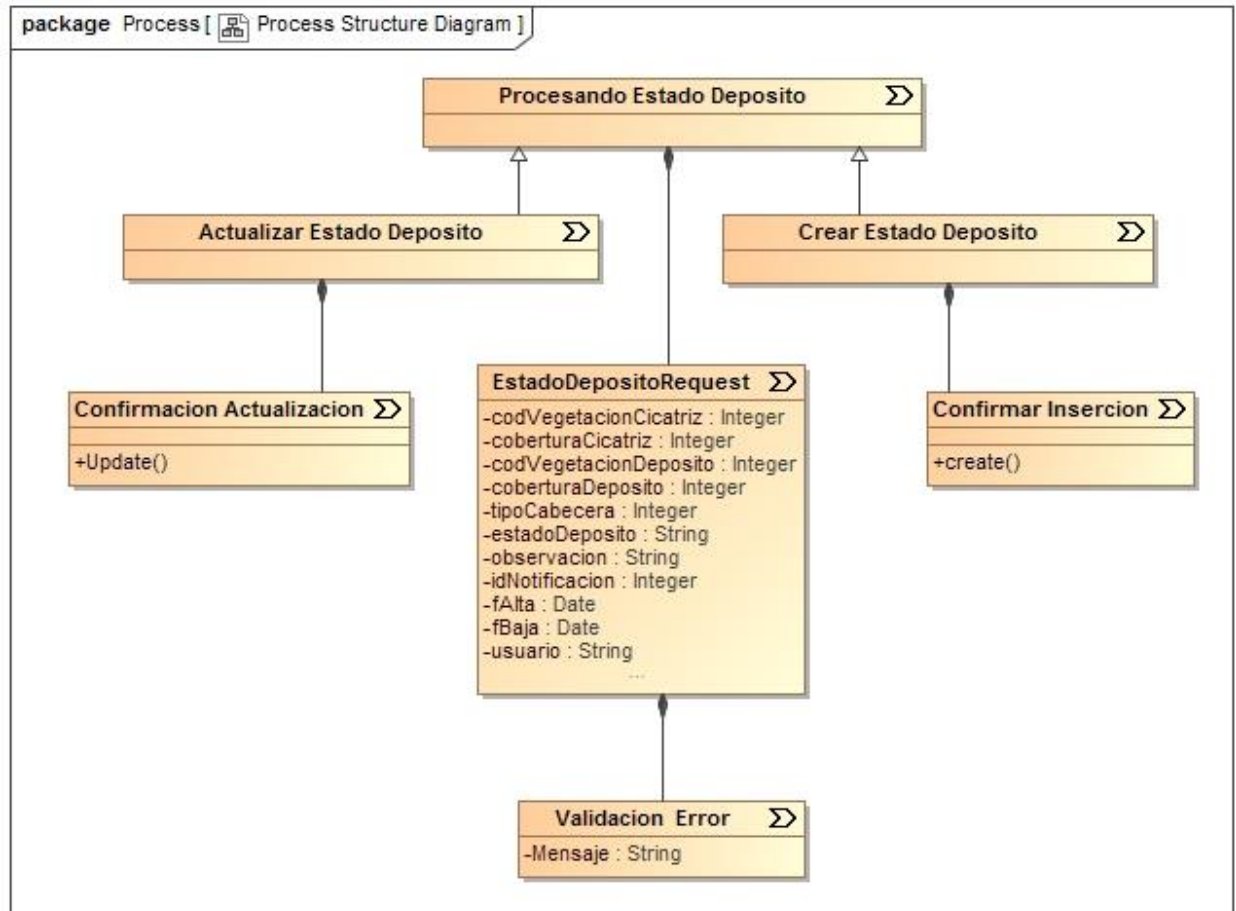 package Process [ Process Structure Diagram ]
Procesando Estado Deposito
Actualizar Estado Deposito
Crear Estado Deposito
Confirmacion Actualizacion
+Update()
EstadoDepositoRequest
-codVegetacionCicatriz : Integer
-coberturaCicatriz : Integer
-codVegetacionDeposito : Integer
-coberturaDeposito : Integer
-tipoCabecera : Integer
-estadoDeposito : String
-observacion : String
-idNotificacion : Integer
-fAlta : Date
-fBaja : Date
-usuario : String
...
Confirmar Insercion
+create()
Validacion Error
-Mensaje : String